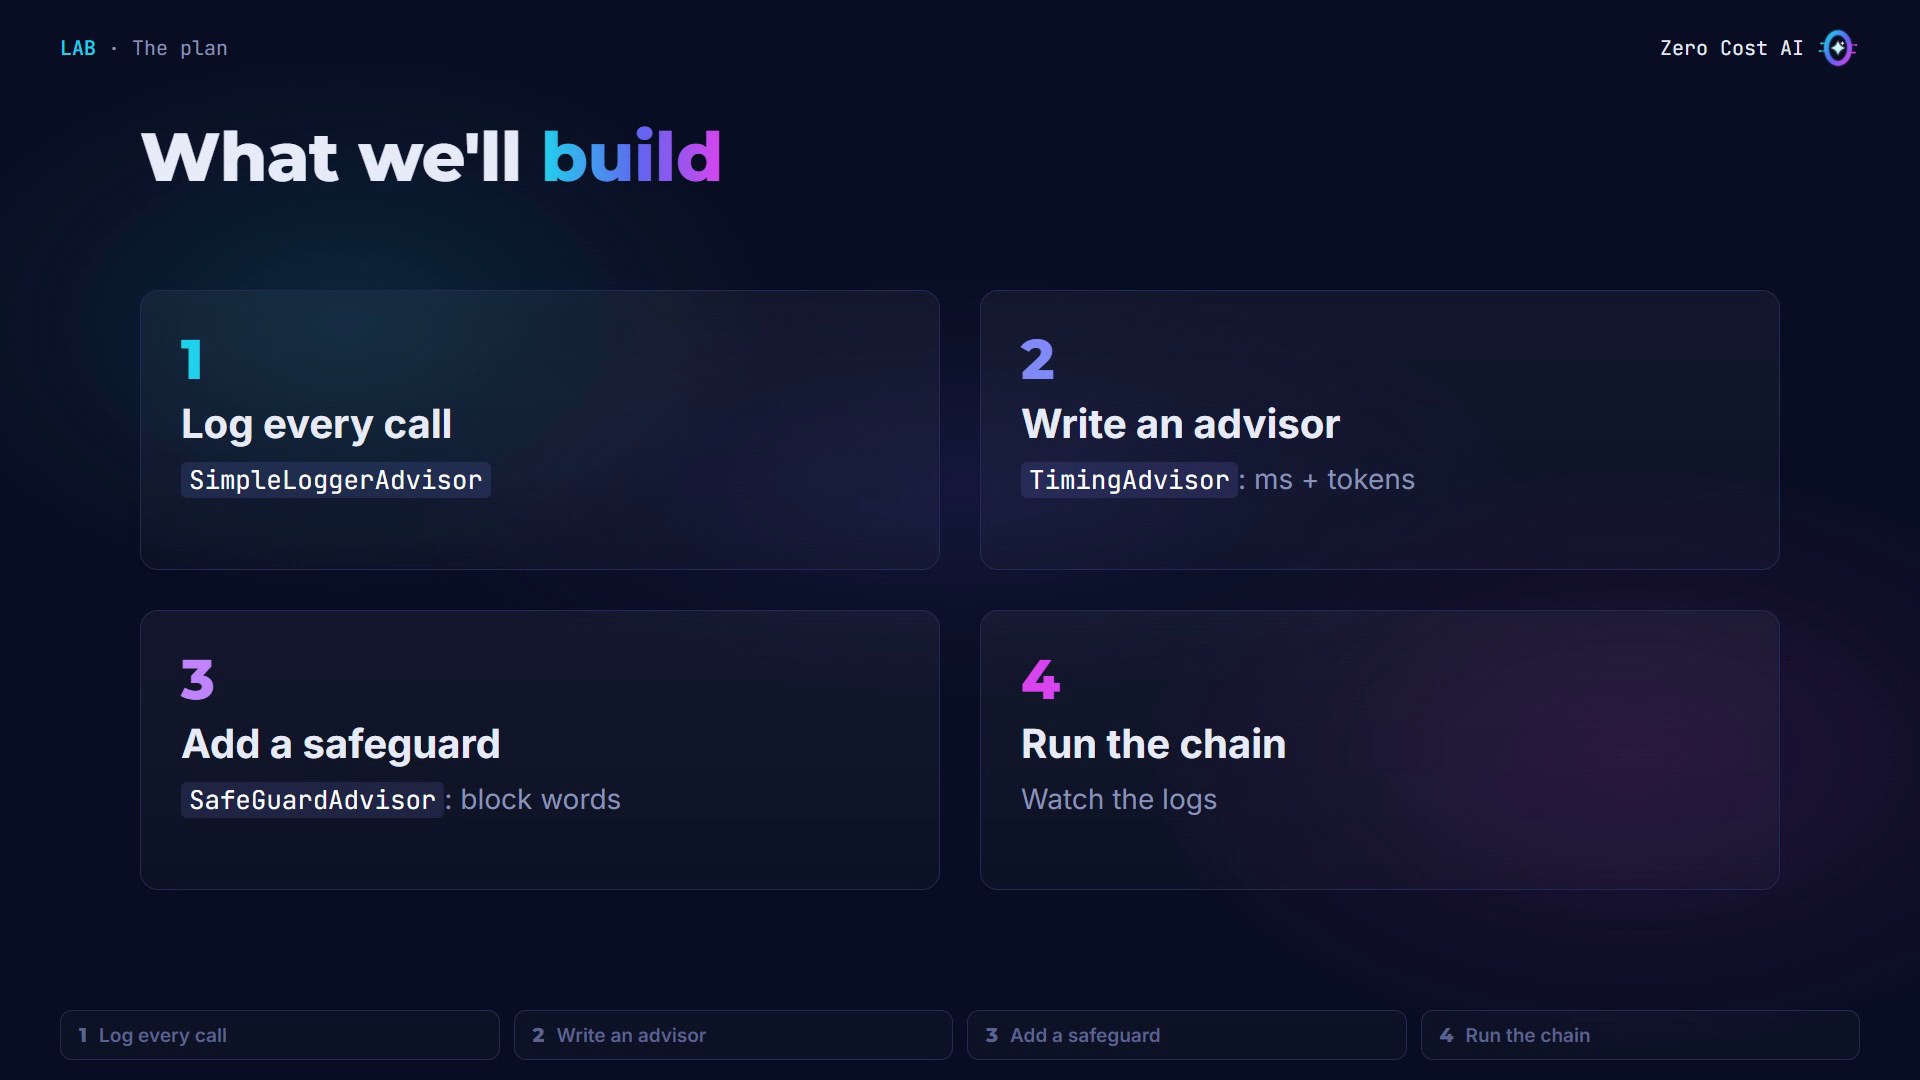 LAB · The plan
Zero Cost AI
What we'll build
1
Log every call
SimpleLoggerAdvisor
2
Write an advisor
TimingAdvisor: ms + tokens
3
Add a safeguard
SafeGuardAdvisor: block words
4
Run the chain
Watch the logs
1 Log every call
2 Write an advisor
3 Add a safeguard
4 Run the chain